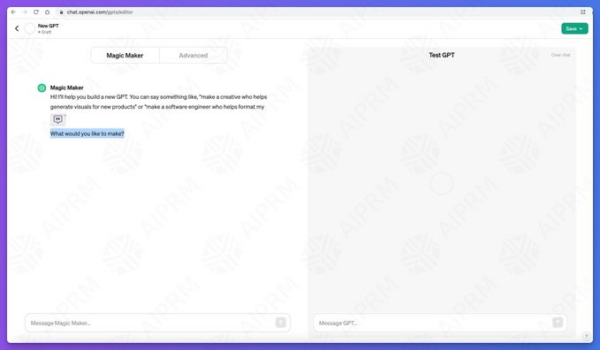 chat.openai.com/gpts/editor
New GPT
Draft
Save
Magic Maker
Advanced
Test GPT
Clear chat
Magic Maker
Hi! I'll help you build a new GPT. You can say something like, "make a creative who helps
generate visuals for new products" or "make a software engineer who helps format my
What would you like to make?
Message Magic Maker...
Message GPT...
?
AIPRM